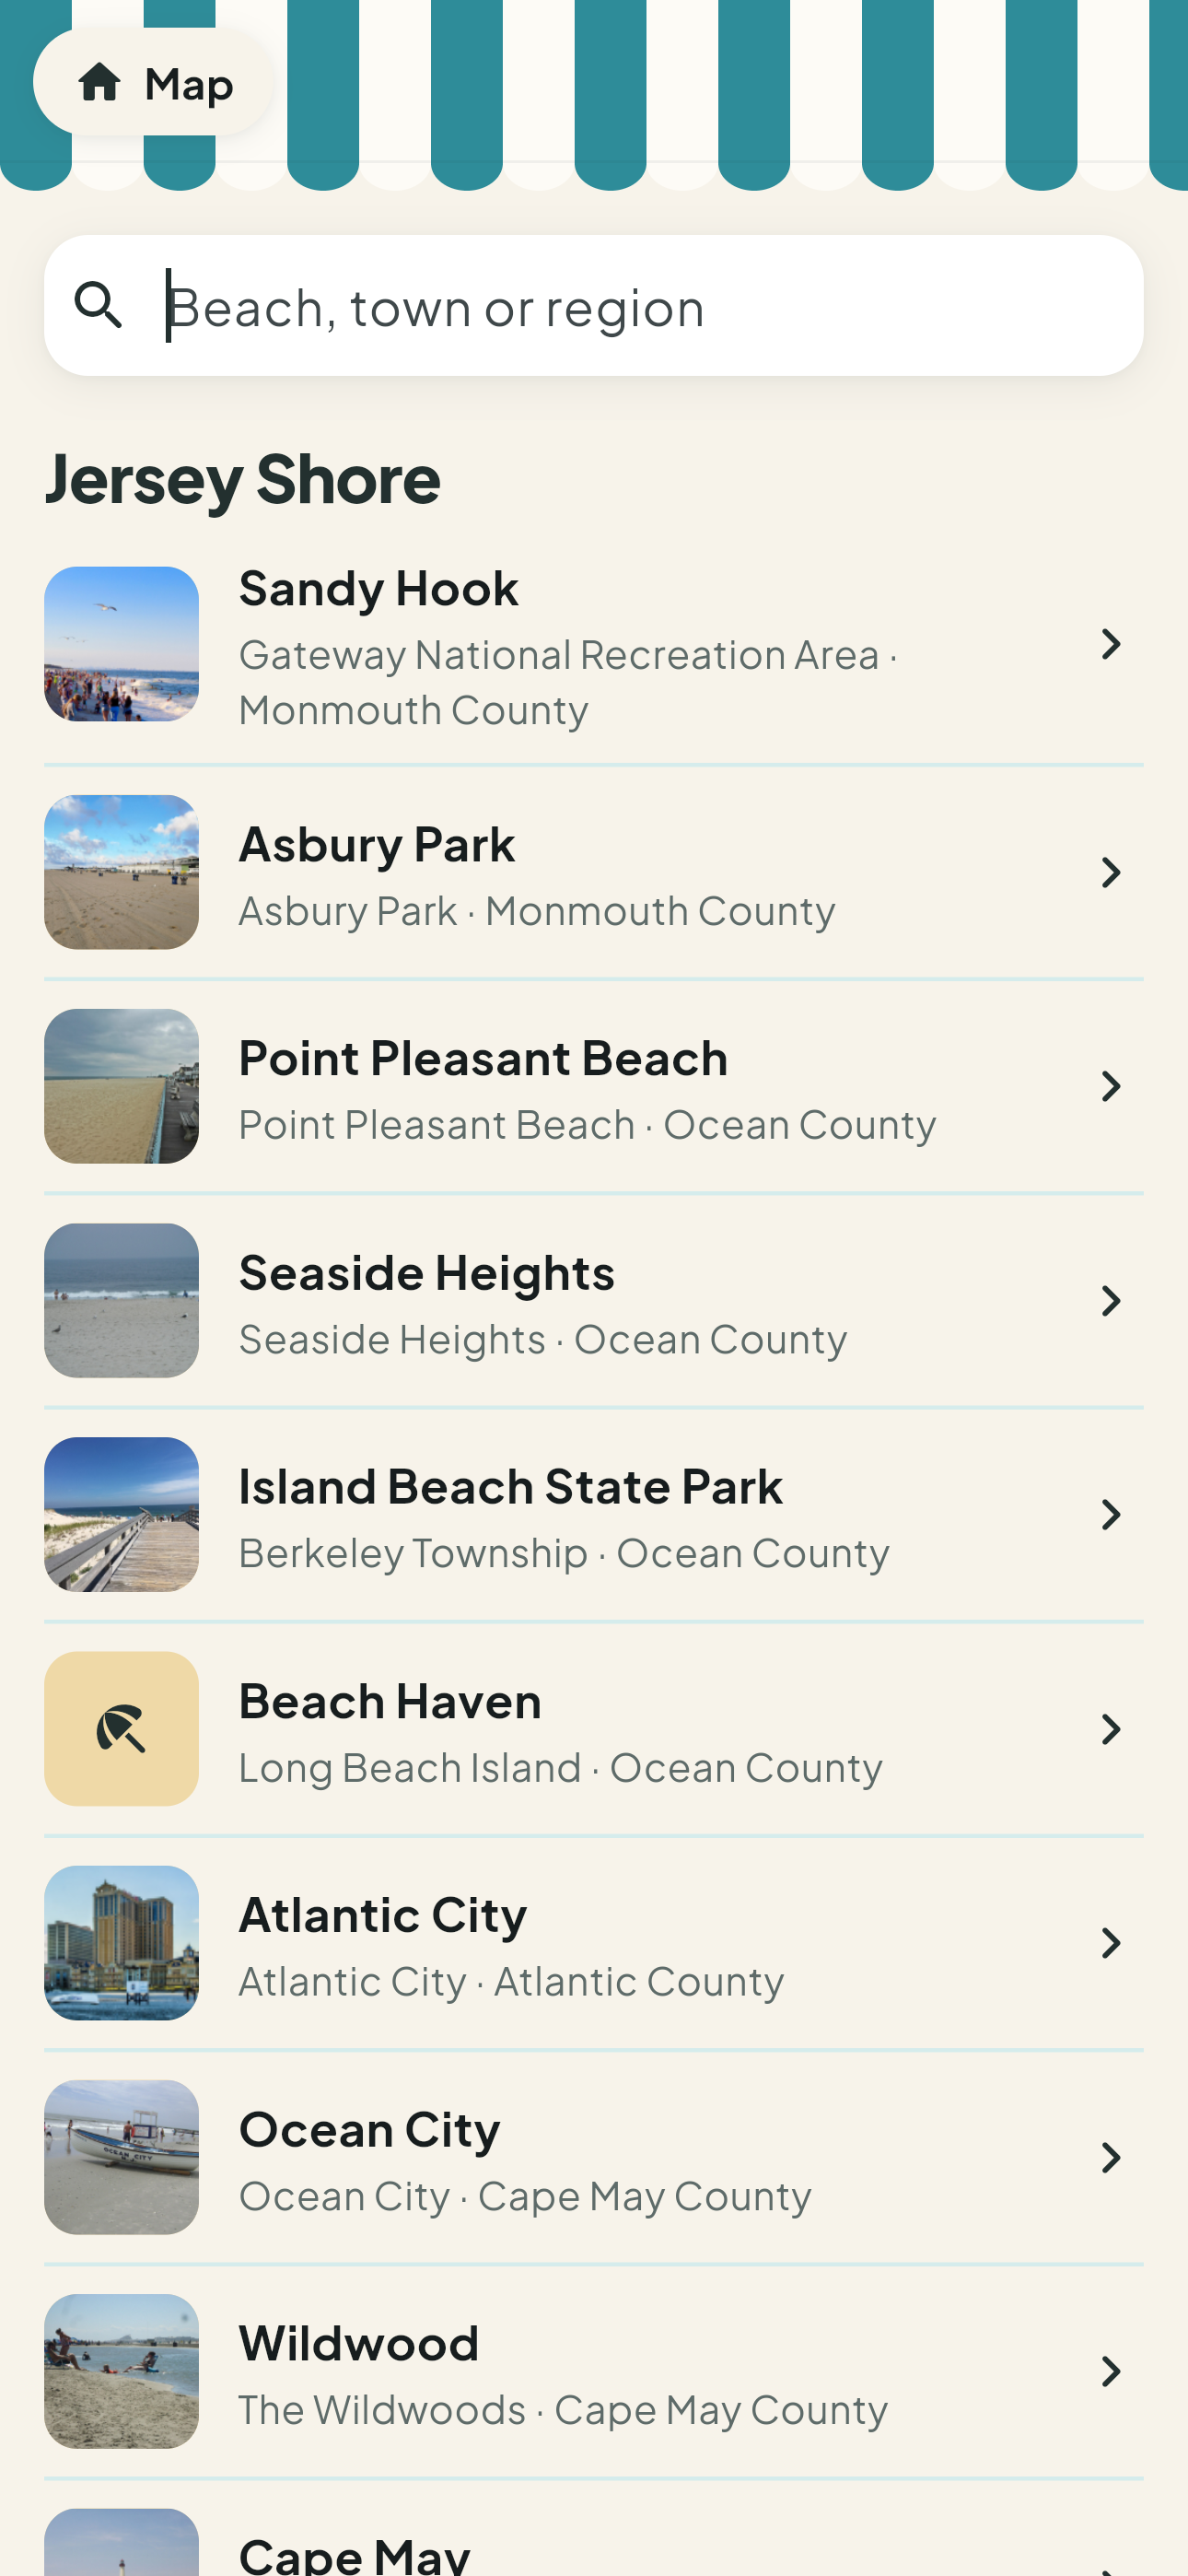 Map
Beach, town or region
Jersey Shore
Sandy Hook
Gateway National Recreation Area ·
Monmouth County
Asbury Park
Asbury Park · Monmouth County
Point Pleasant Beach
Point Pleasant Beach · Ocean County
Seaside Heights
Seaside Heights · Ocean County
Island Beach State Park
Berkeley Township · Ocean County
Beach Haven
Long Beach Island · Ocean County
Atlantic City
Atlantic City · Atlantic County
OCEAN CITY
Ocean City
Ocean City · Cape May County
Wildwood
The Wildwoods · Cape May County
Cape May